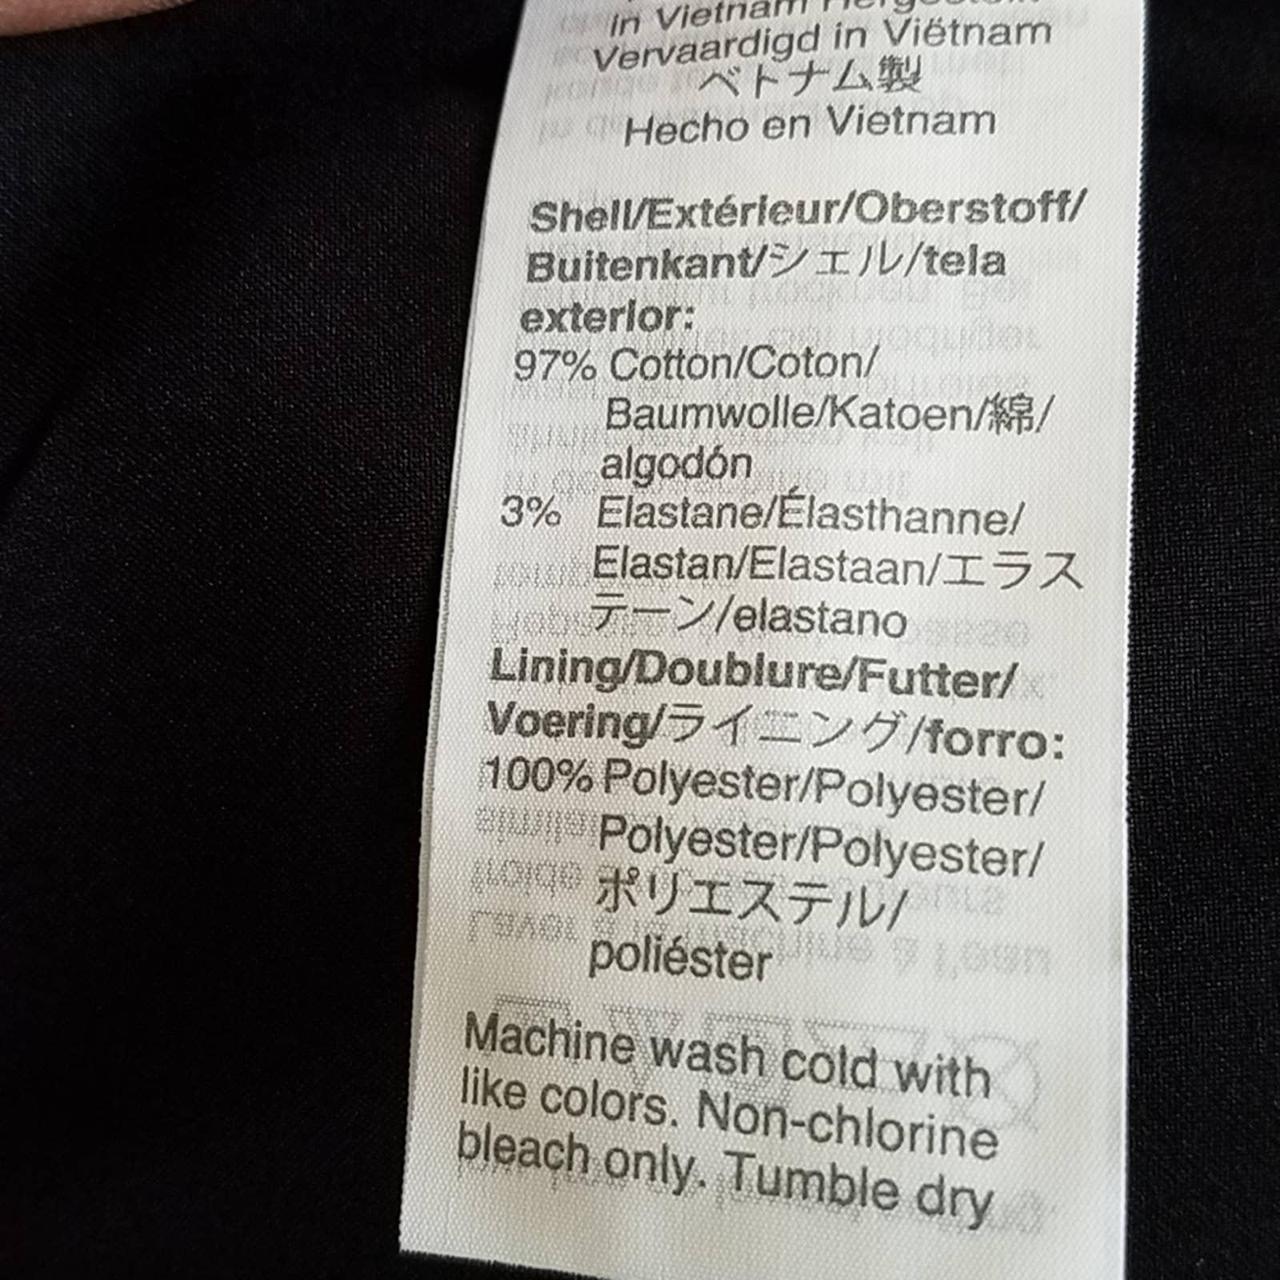 in Vietnam Hergestellt
Vervaardigd in Viëtnam
ベトナム製
Hecho en Vietnam
Shell/Extérieur/Oberstoff/
Buitenkant/シェル/tela
exterior:
97% Cotton/Coton/
Baumwolle/Katoen/綿/
algodón
3% Elastane/Élasthanne/
Elastan/Elastaan/エラス
テーン/elastano
Lining/Doublure/Futter/
Voering/ライニング/forro:
100% Polyester/Polyester/
Polyester/Polyester/
ポリエステル/
poliéster
Machine wash cold with
like colors. Non-chlorine
bleach only. Tumble dry